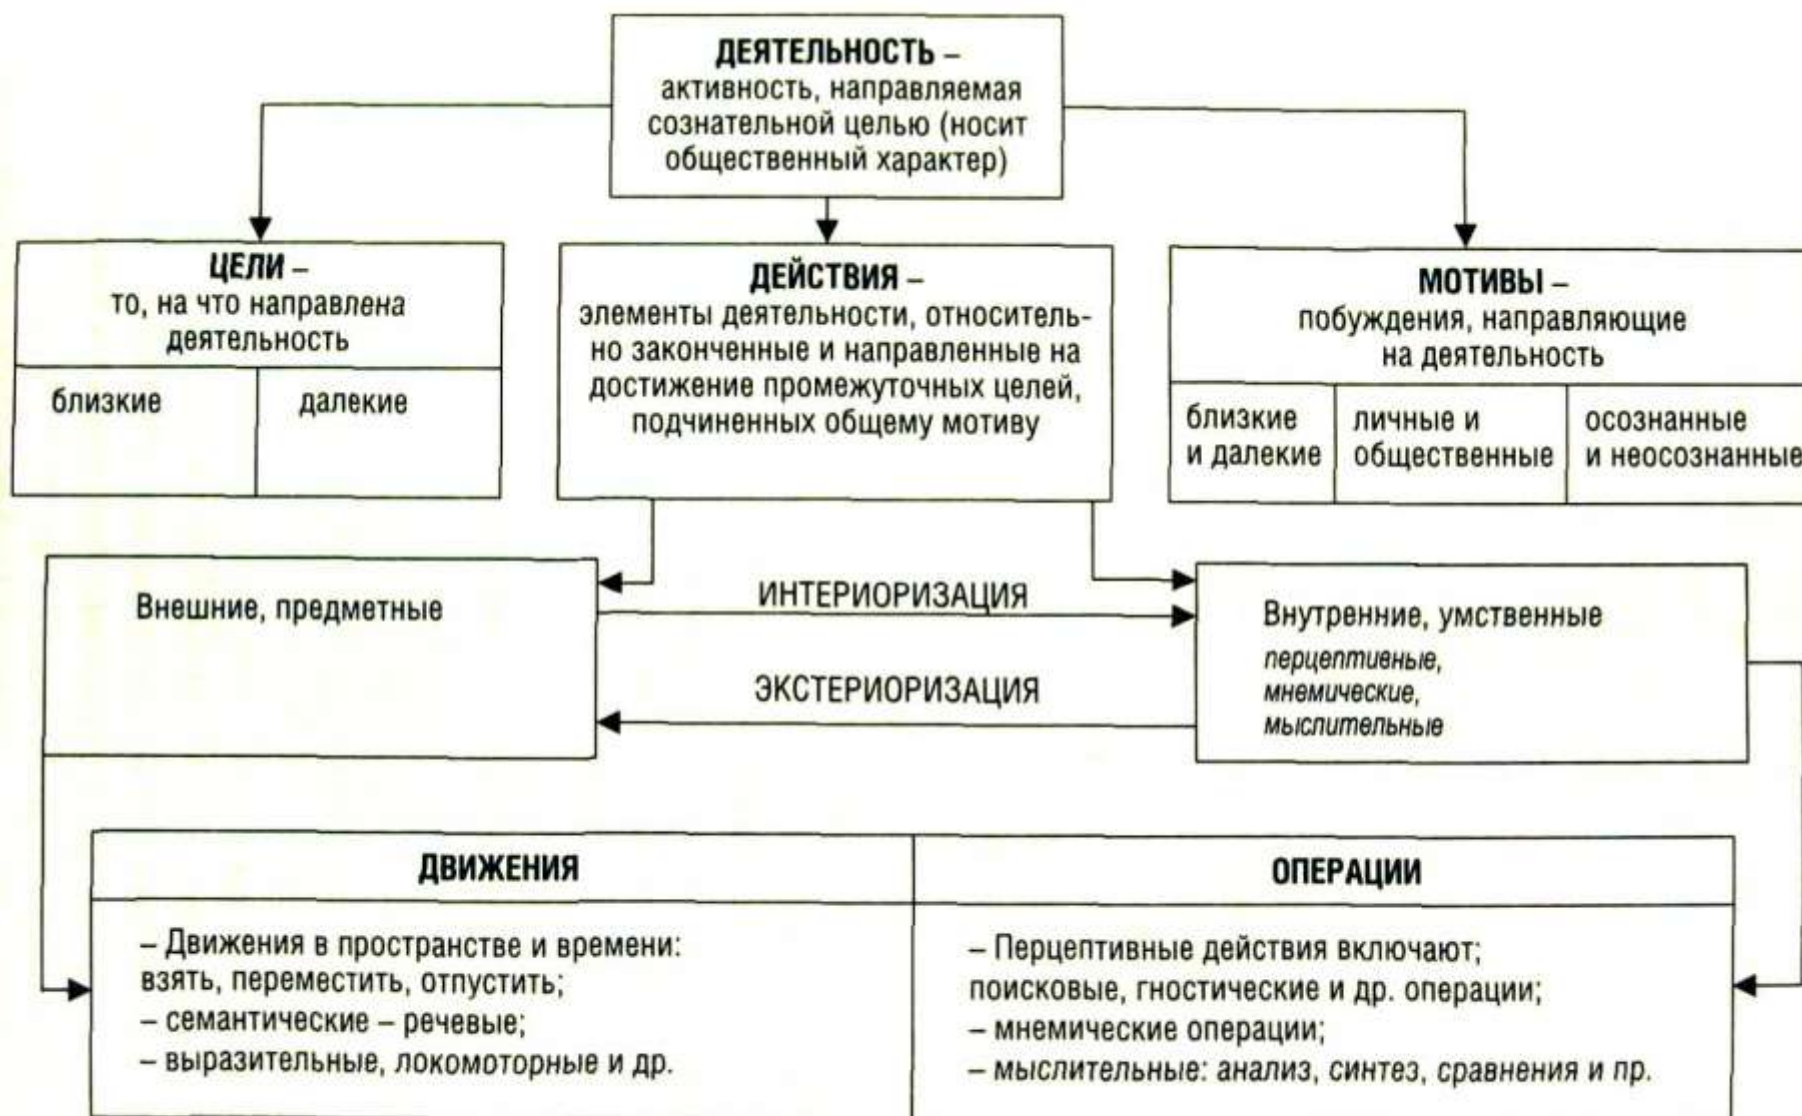 ДЕЯТЕЛЬНОСТЬ –
активность, направляемая
сознательной целью (носит
общественный характер)
ЦЕЛИ –
то, на что направлена
деятельность
близкие
далекие
ДЕЙСТВИЯ –
элементы деятельности, относитель-
но законченные и направленные на
достижение промежуточных целей,
подчиненных общему мотиву
МОТИВЫ –
побуждения, направляющие
на деятельность
близкие
и далекие
личные и
общественные
осознанные
и неосознанные
Внешние, предметные
ИНТЕРИОРИЗАЦИЯ
ЭКСТЕРИОРИЗАЦИЯ
Внутренние, умственные
перцептивные,
мнемические,
мыслительные
ДВИЖЕНИЯ
– Движения в пространстве и времени:
взять, переместить, отпустить;
– семантические – речевые;
– выразительные, локомоторные и др.
ОПЕРАЦИИ
– Перцептивные действия включают;
поисковые, гностические и др. операции;
– мнемические операции;
– мыслительные: анализ, синтез, сравнения и пр.